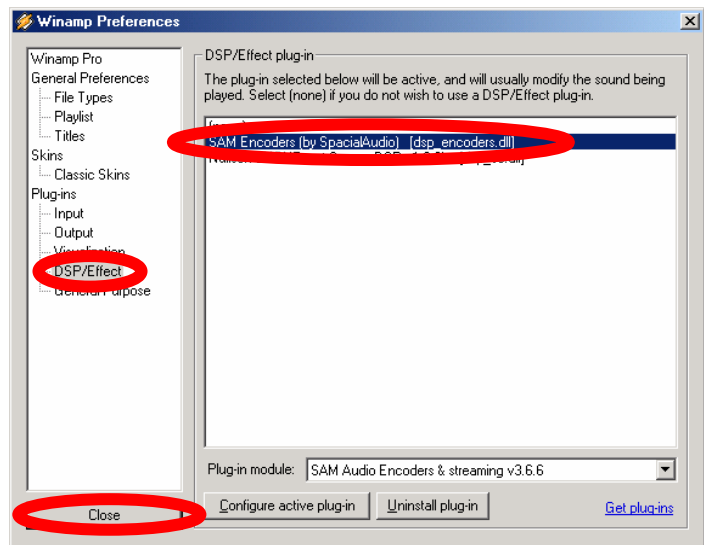 Winamp Preferences
Winamp Pro
General Preferences
File Types
Playlist
Titles
Skins
Classic Skins
Plug-ins
Input
Output
Visualization
DSP/Effect
General Purpose
Close
DSP/Effect plug-in
The plug-in selected below will be active, and will usually modify the sound being
played. Select (none) if you do not wish to use a DSP/Effect plug-in.
(none)
SAM Encoders (by SpacialAudio) [dsp_encoders.dll]
Plug-in module: SAM Audio Encoders & streaming v3.6.6
Configure active plug-in Uninstall plug-in Get plug-ins